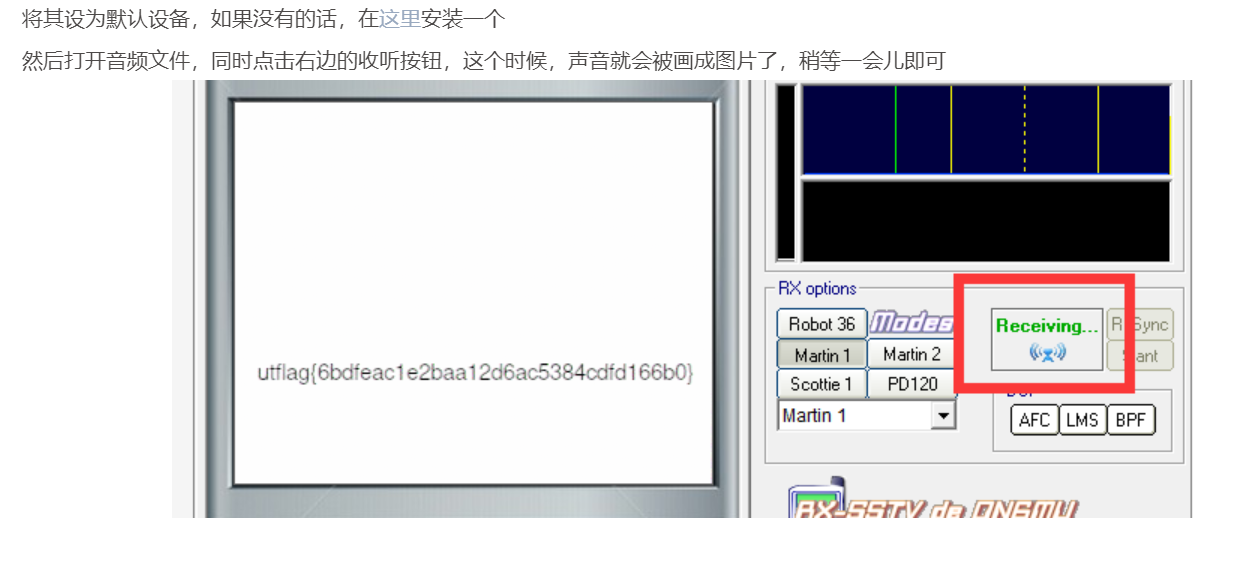 将其设为默认设备，如果没有的话，在这里安装一个
然后打开音频文件，同时点击右边的收听按钮，这个时候，声音就会被画成图片了，稍等一会儿即可
RX options
Robot 36 Modes Receiving... Sync
Martin 1 Martin 2
Scottie 1 PD120
Martin 1
AFC LMS BPF
utflag{6bdfeac1e2baa12d6ac5384cdfd166b0}
RX-SSTV de ON6MU